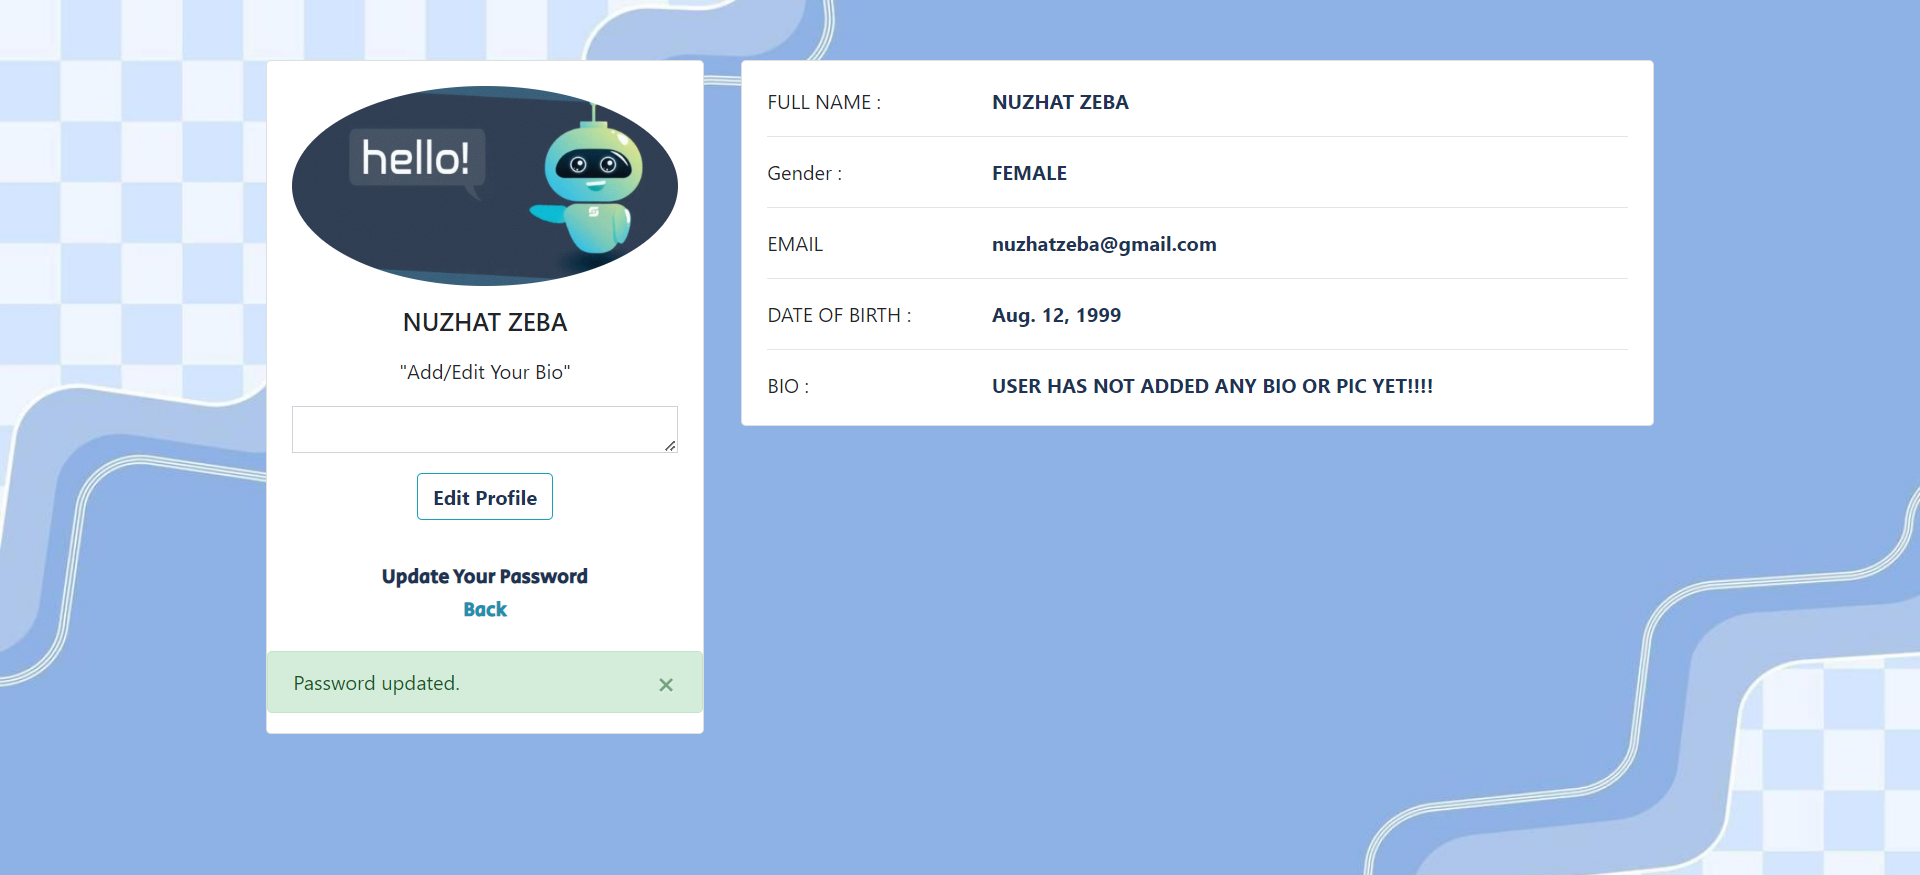 hello!
NUZHAT ZEBA
"Add/Edit Your Bio"
Edit Profile
Update Your Password
Back
Password updated.
×
FULL NAME : NUZHAT ZEBA
Gender : FEMALE
EMAIL nuzhatzeba@gmail.com
DATE OF BIRTH : Aug. 12, 1999
BIO : USER HAS NOT ADDED ANY BIO OR PIC YET!!!!